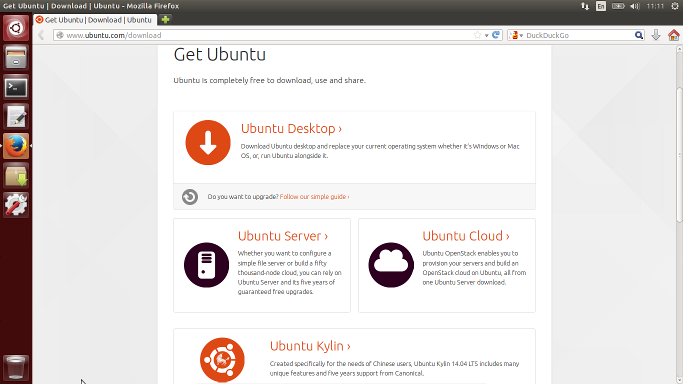 Get Ubuntu | Download | Ubuntu - Mozilla Firefox
En
11:11
Get Ubuntu | Download | Ubuntu
www.ubuntu.com/download
DuckDuckGo
Get Ubuntu
Ubuntu is completely free to download, use and share.
Ubuntu Desktop ›
Download Ubuntu desktop and replace your current operating system whether it's Windows or Mac
OS, or, run Ubuntu alongside it.
Do you want to upgrade? Follow our simple guide ›
Ubuntu Server ›
Whether you want to configure a
simple file server or build a fifty
thousand-node cloud, you can rely on
Ubuntu Server and its five years of
guaranteed free upgrades.
Ubuntu Cloud ›
Ubuntu OpenStack enables you to
provision your servers and build an
OpenStack cloud on Ubuntu, all from
one Ubuntu Server download.
Ubuntu Kylin ›
Created specifically for the needs of Chinese users, Ubuntu Kylin 14.04 LTS includes many
unique features and five years support from Canonical.